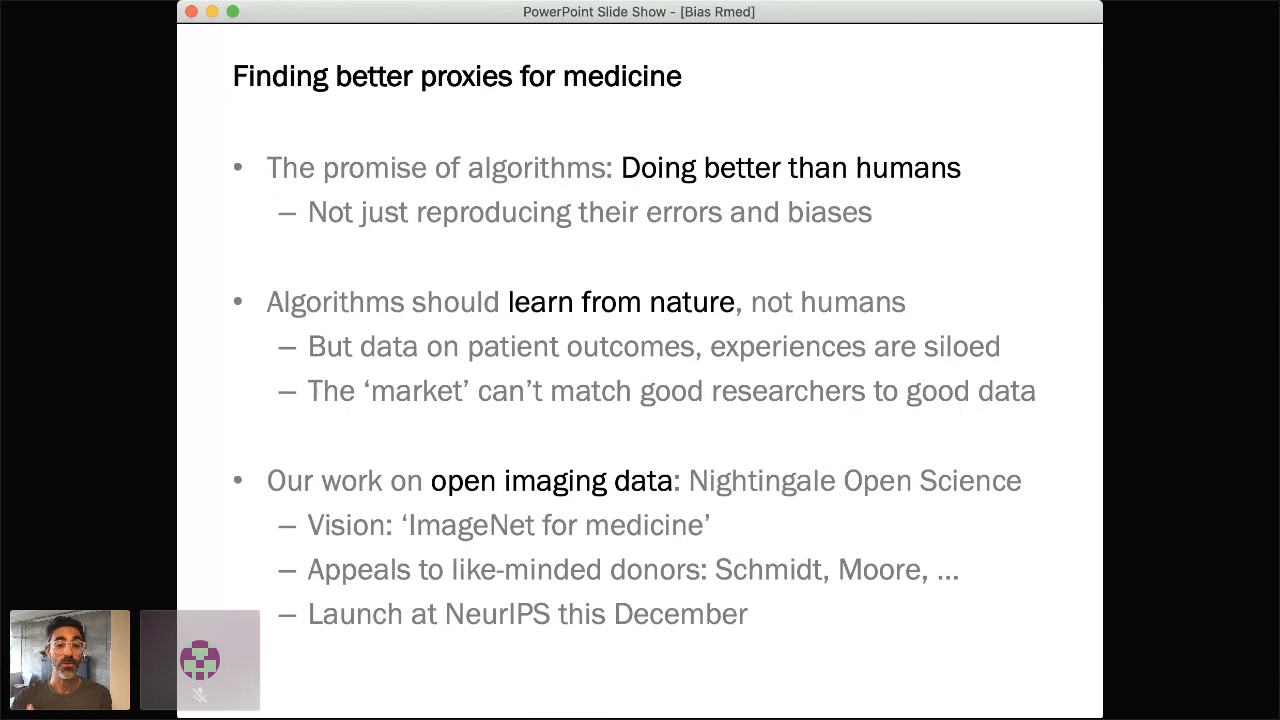 PowerPoint Slide Show - [Bias Rmed]
Finding better proxies for medicine
• The promise of algorithms: Doing better than humans
– Not just reproducing their errors and biases
• Algorithms should learn from nature, not humans
– But data on patient outcomes, experiences are siloed
– The ‘market’ can’t match good researchers to good data
• Our work on open imaging data: Nightingale Open Science
– Vision: ‘ImageNet for medicine’
– Appeals to like-minded donors: Schmidt, Moore, ...
– Launch at NeurIPS this December